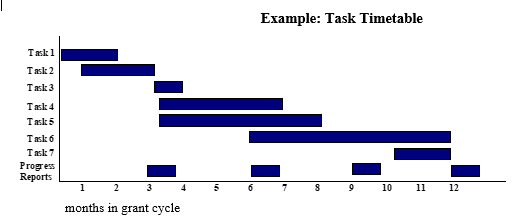 Example: Task Timetable
Task 1
Task 2
Task 3
Task 4
Task 5
Task 6
Task 7
Progress
Reports
1 2 3 4 5 6 7 8 9 10 11 12
months in grant cycle